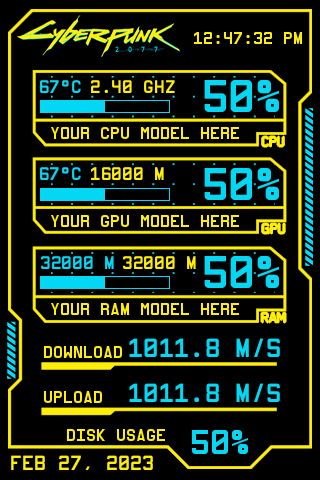 Cyberpunk
2077
12:47:32 PM
67°C 2.40 GHZ
50%
YOUR CPU MODEL HERE
CPU
67°C 16000 M
50%
YOUR GPU MODEL HERE
GPU
32000 M 32000 M
50%
YOUR RAM MODEL HERE
RAM
DOWNLOAD 1011.8 M/S
UPLOAD 1011.8 M/S
DISK USAGE 50%
FEB 27, 2023